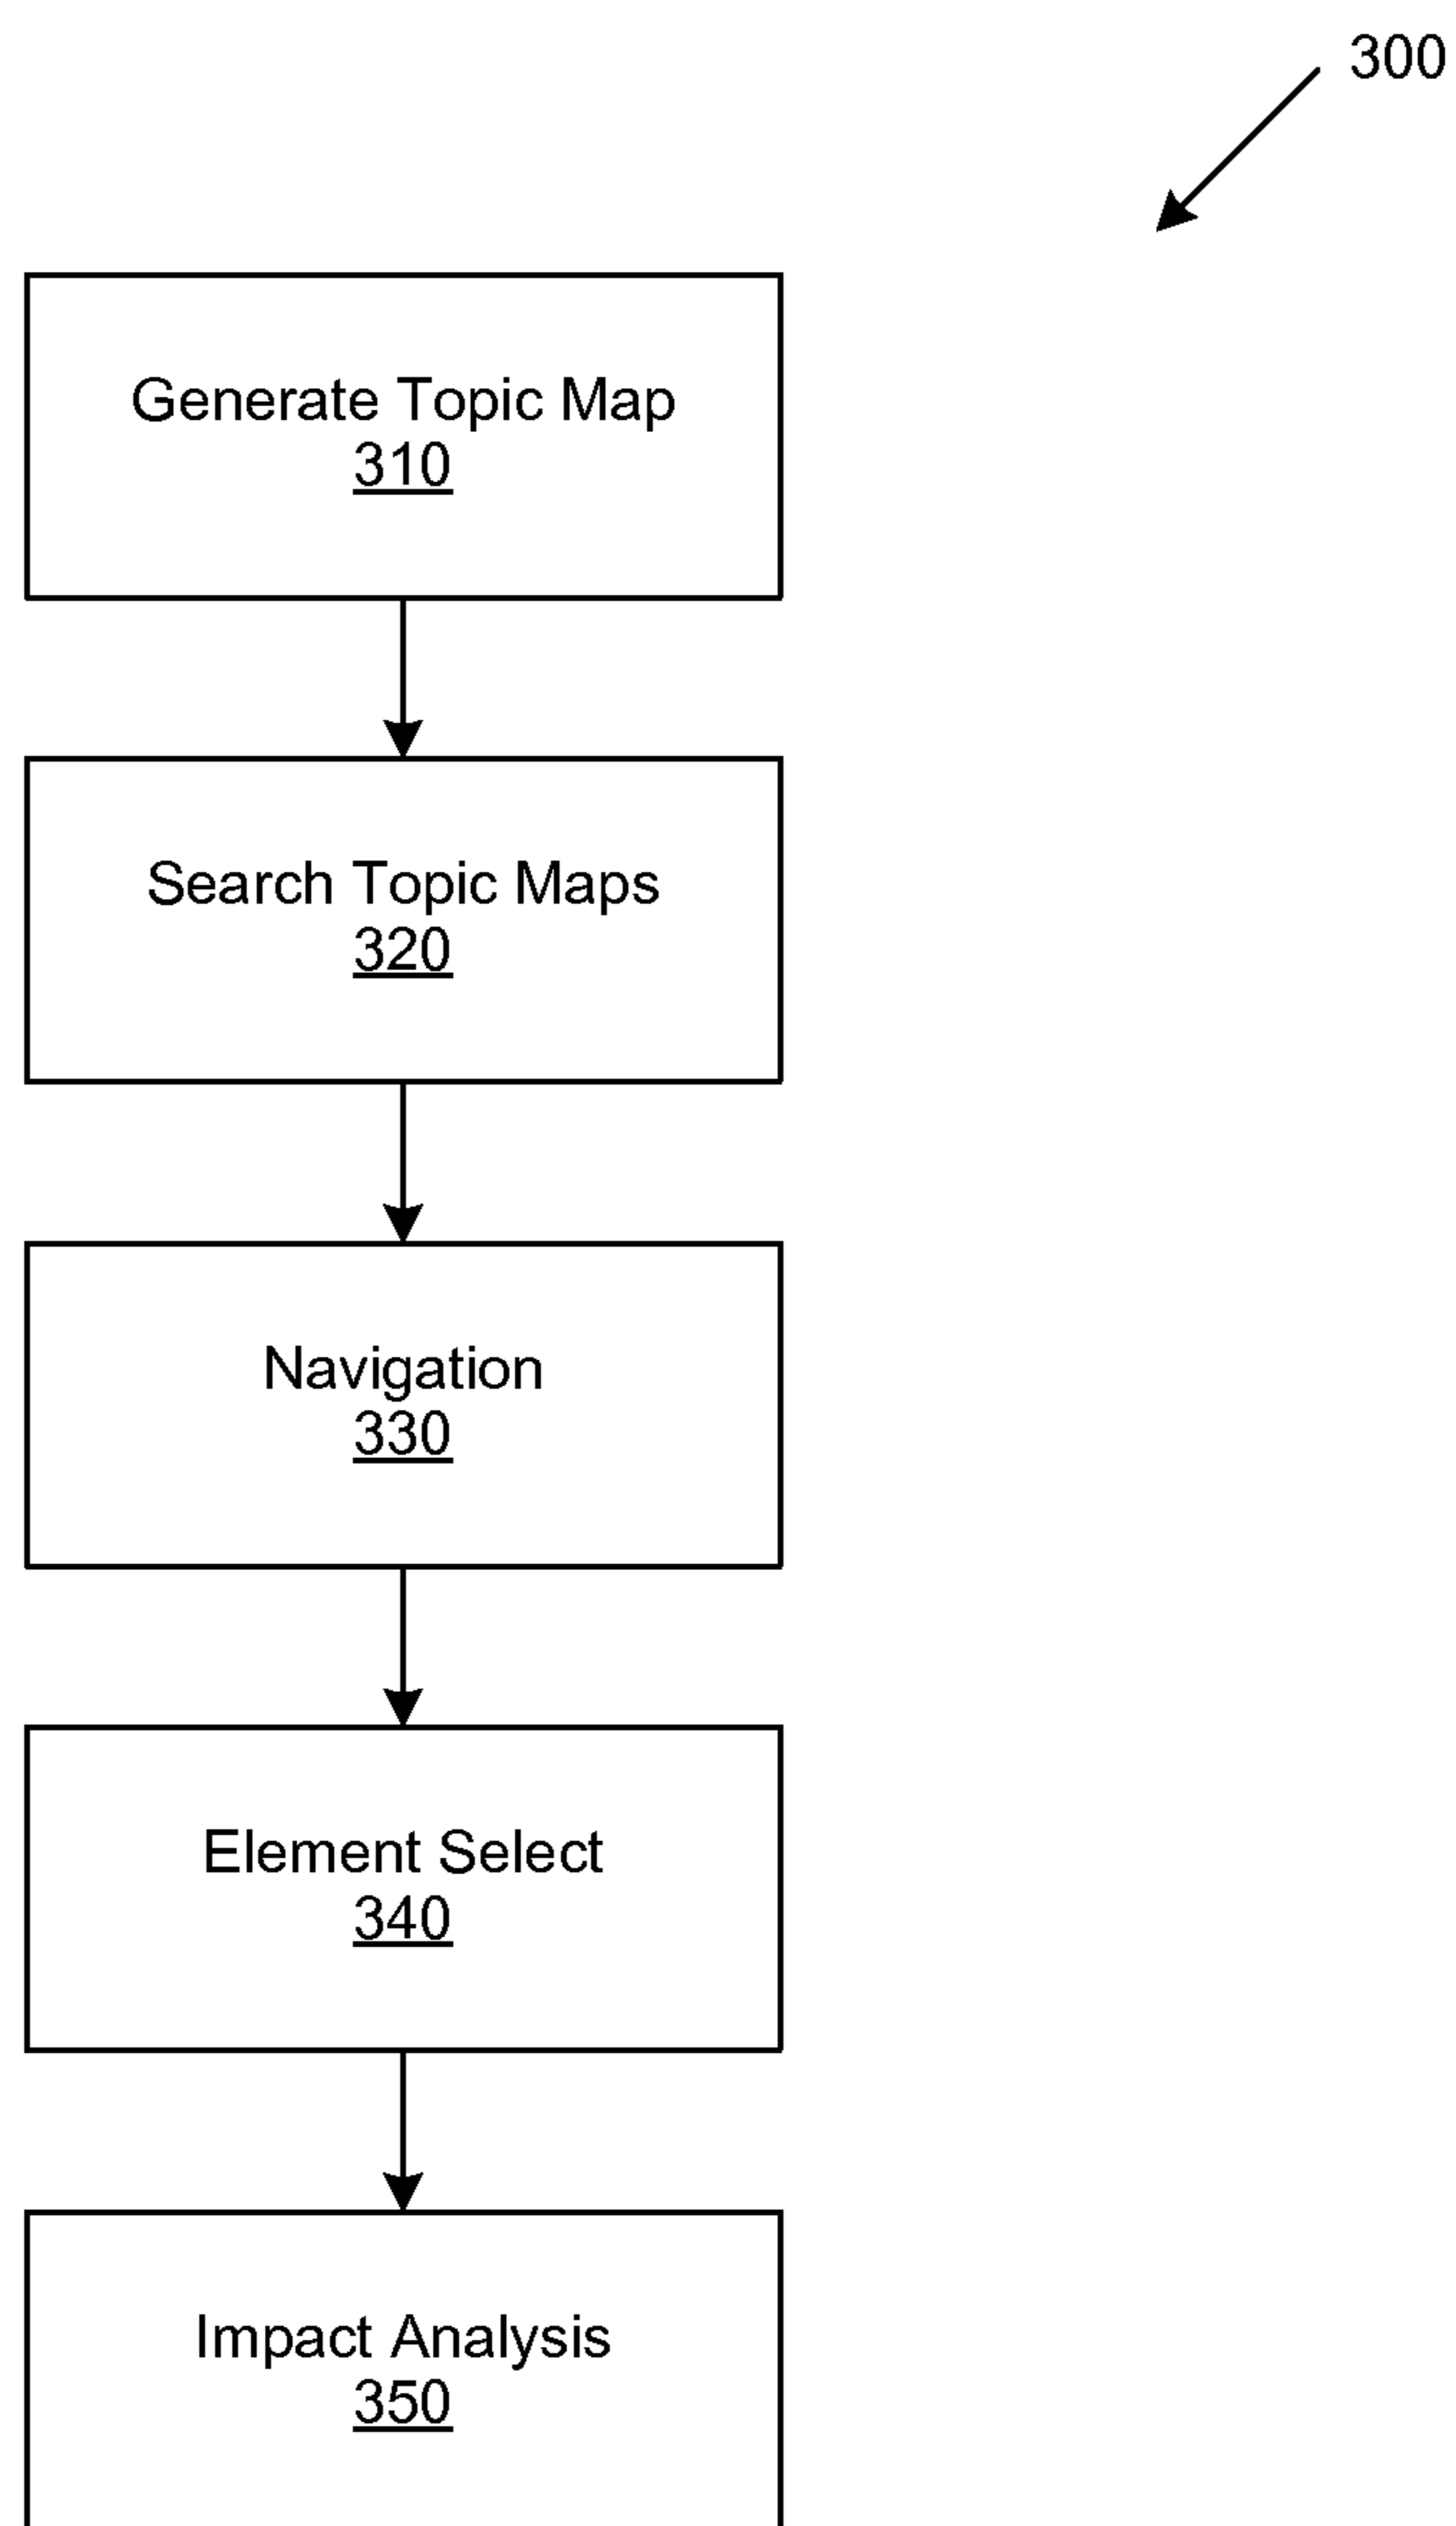 300
Generate Topic Map
310
Search Topic Maps
320
Navigation
330
Element Select
340
Impact Analysis
350